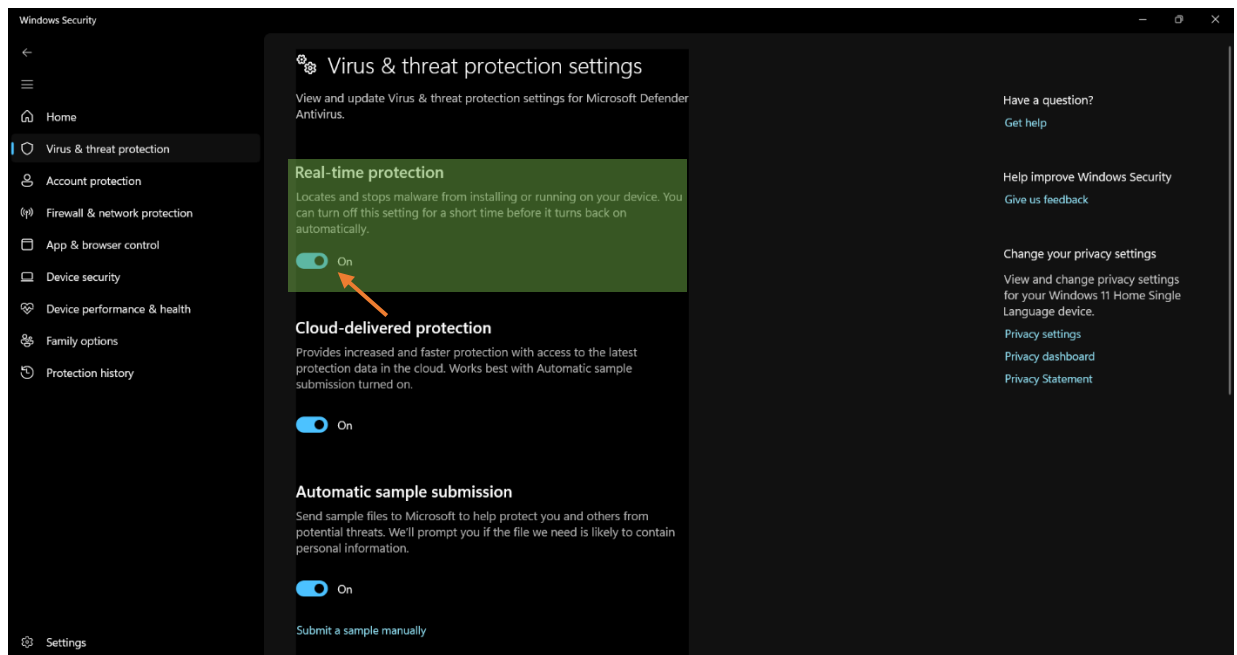 Windows Security
Home
Virus & threat protection
Account protection
Firewall & network protection
App & browser control
Device security
Device performance & health
Family options
Protection history
Settings
Virus & threat protection settings
View and update Virus & threat protection settings for Microsoft Defender
Antivirus.
Real-time protection
Locates and stops malware from installing or running on your device. You
can turn off this setting for a short time before it turns back on
automatically.
On
Cloud-delivered protection
Provides increased and faster protection with access to the latest
protection data in the cloud. Works best with Automatic sample
submission turned on.
On
Automatic sample submission
Send sample files to Microsoft to help protect you and others from
potential threats. We'll prompt you if the file we need is likely to contain
personal information.
On
Submit a sample manually
Have a question?
Get help
Help improve Windows Security
Give us feedback
Change your privacy settings
View and change privacy settings
for your Windows 11 Home Single
Language device.
Privacy settings
Privacy dashboard
Privacy Statement